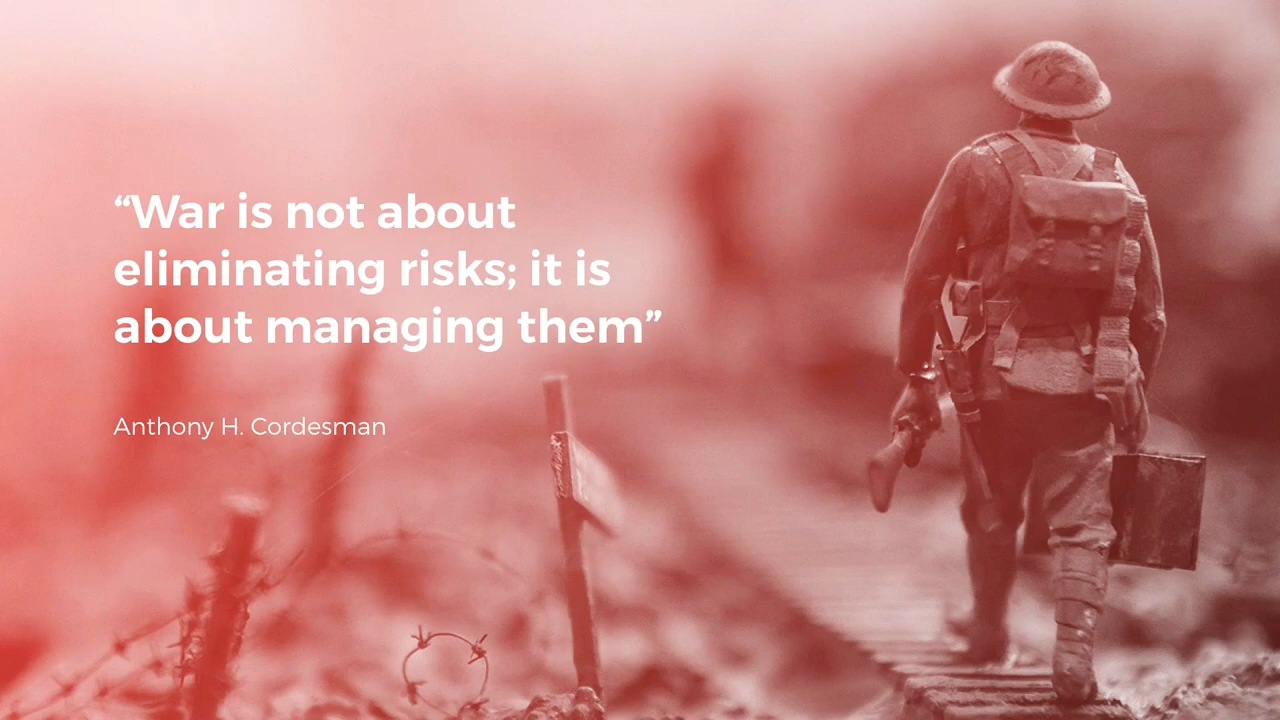 “War is not about
eliminating risks; it is
about managing them”
Anthony H. Cordesman